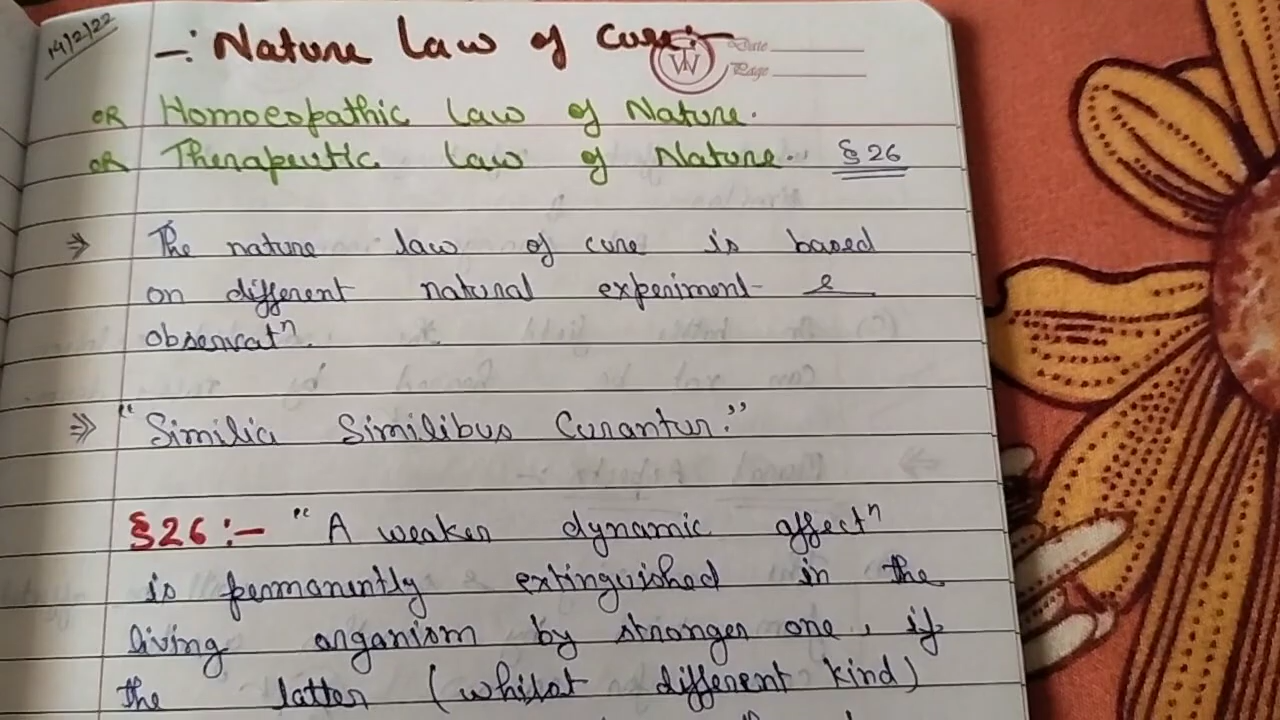 14/2/22
-: Nature law of cure:-
Date
Page
OR Homoeopathic law of Nature.
OR Therapeutic law of Nature. § 26
⇒ The nature law of cure is based
on different natural experiment &
observatⁿ.
⇒ "Similia Similibus Curantur."
§26:- "A weaker dynamic affectⁿ
is permanently extinguished in the
living organism by stronger one, if
the latter (whilst different kind)